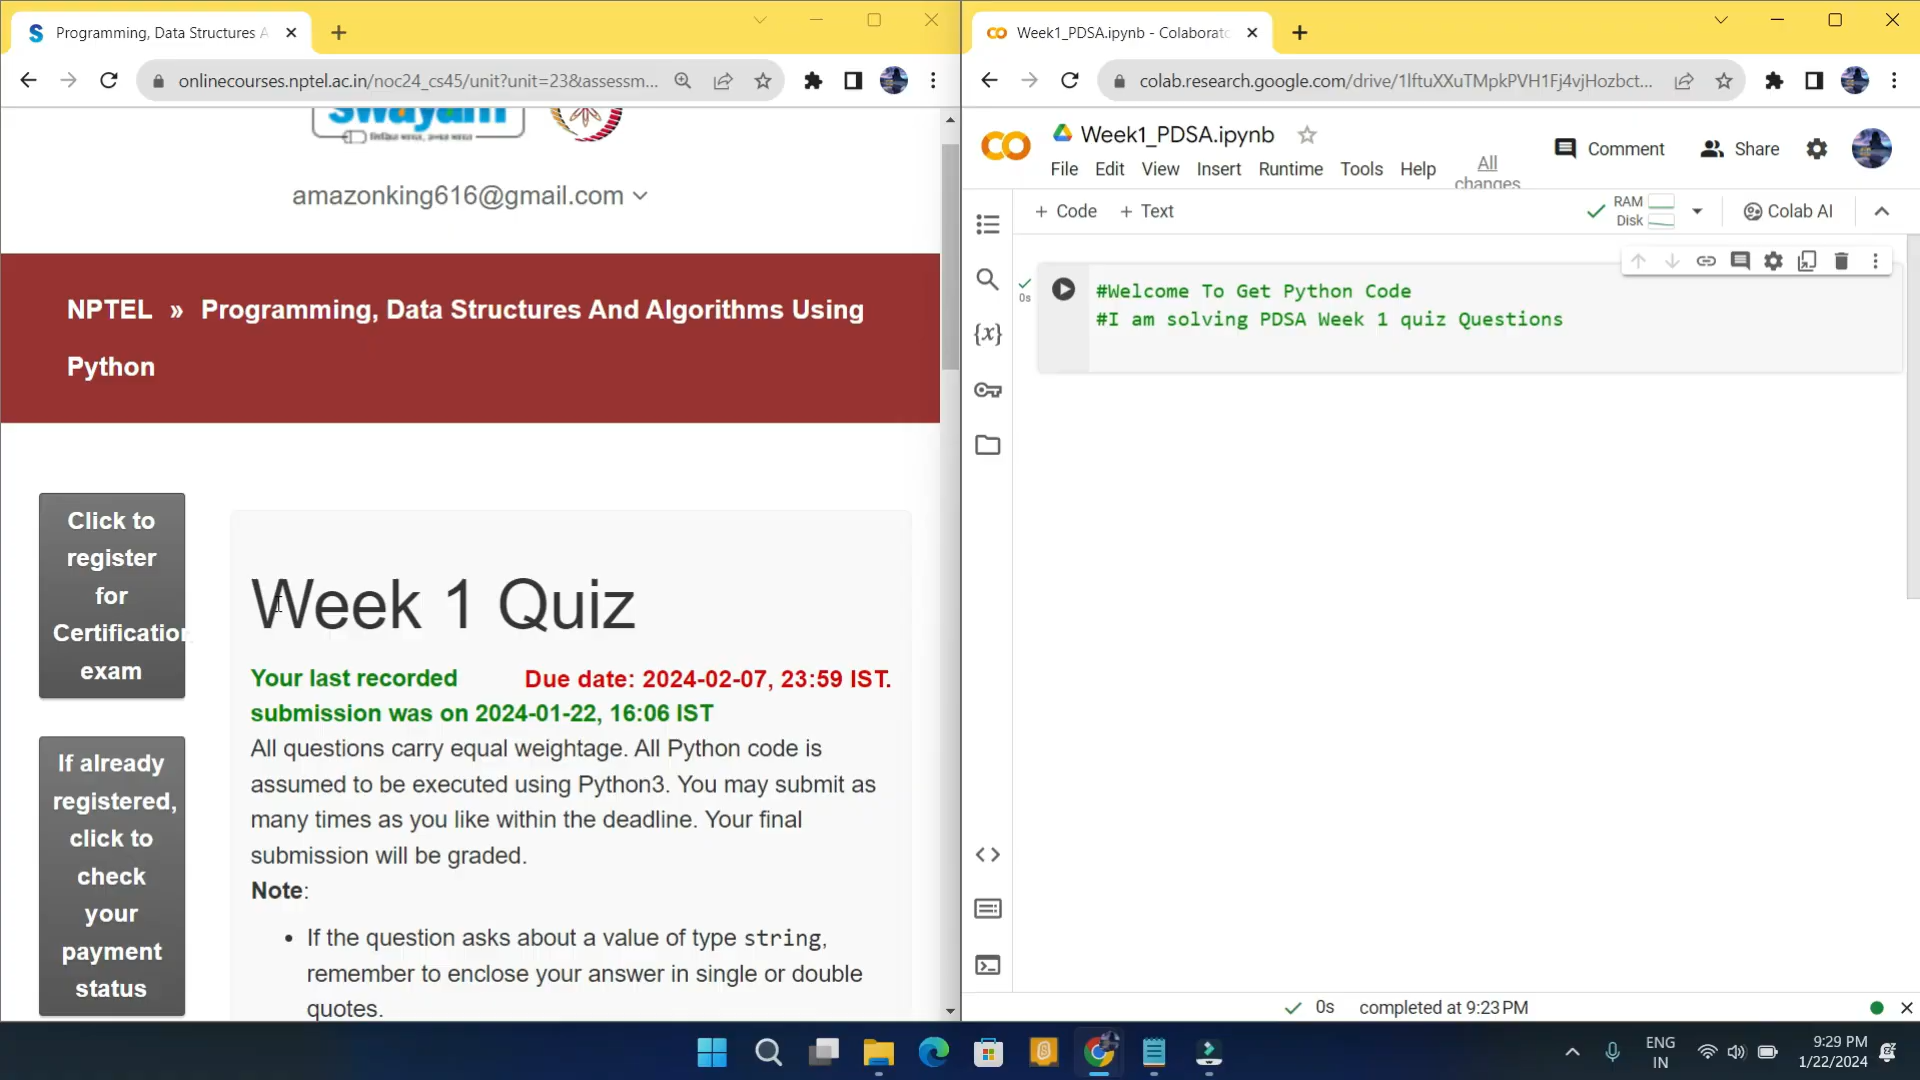 Programming, Data Structures A
onlinecourses.nptel.ac.in/noc24_cs45/unit?unit=23&assessm...
swayam
amazonking616@gmail.com
NPTEL » Programming, Data Structures And Algorithms Using
Python
Click to
register
for
Certification
exam
If already
registered,
click to
check
your
payment
status
Week 1 Quiz
Your last recorded Due date: 2024-02-07, 23:59 IST.
submission was on 2024-01-22, 16:06 IST
All questions carry equal weightage. All Python code is
assumed to be executed using Python3. You may submit as
many times as you like within the deadline. Your final
submission will be graded.
Note:
• If the question asks about a value of type string,
remember to enclose your answer in single or double
quotes.
Week1_PDSA.ipynb - Colaborato
colab.research.google.com/drive/1lftuXXuTMpkPVH1Fj4vjHozbct...
Week1_PDSA.ipynb
Comment Share
File Edit View Insert Runtime Tools Help All changes
+ Code + Text
RAM
Disk
Colab AI
{x}
0s
#Welcome To Get Python Code
#I am solving PDSA Week 1 quiz Questions
0s completed at 9:23 PM
ENG
IN
9:29 PM
1/22/2024